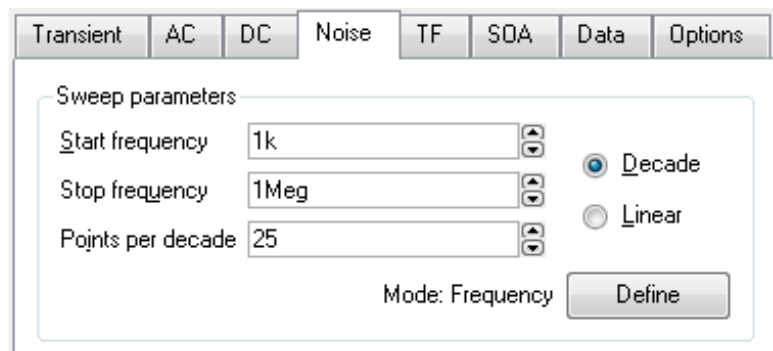 Transient AC DC Noise TF SOA Data Options
Sweep parameters
Start frequency 1k
Stop frequency 1Meg
Points per decade 25
Decade
Linear
Mode: Frequency Define